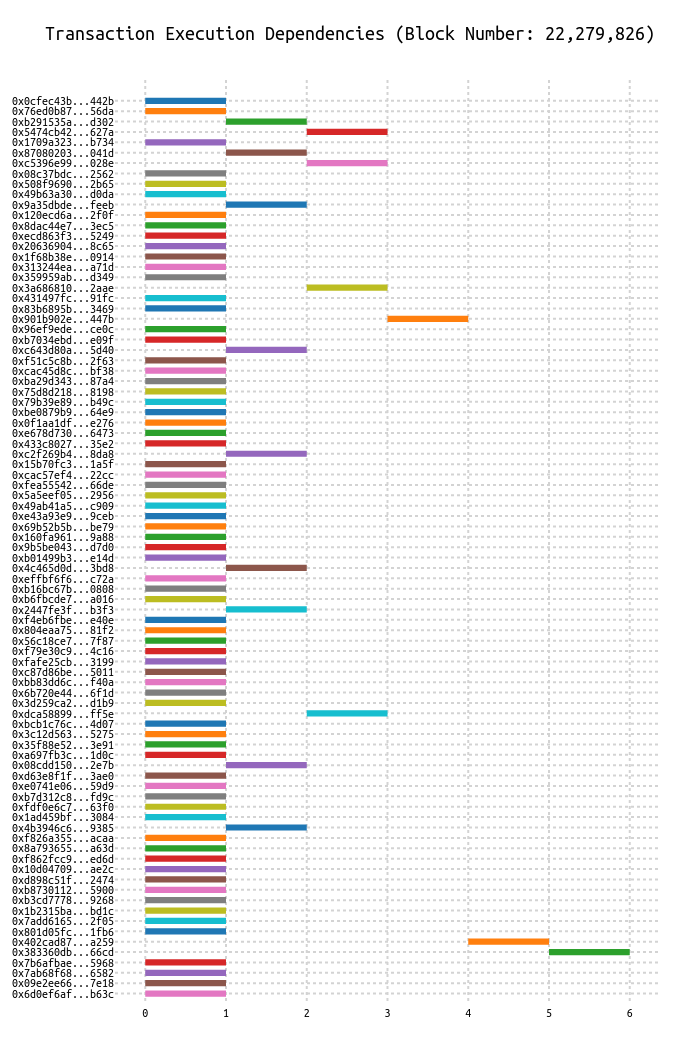 Transaction Execution Dependencies (Block Number: 22,279,826)
0x0cfec43b...442b
0x76ed0b87...56da
0xb291535a...d302
0x5474cb42...627a
0x1709a323...b734
0x87080203...041d
0xc5396e99...028e
0x08c37bdc...2562
0x508f9690...2b65
0x49b63a30...d0da
0x9a35dbde...feeb
0x120ecd6a...2f0f
0x8dac44e7...3ec5
0xecd863f3...5249
0x20636904...8c65
0x1f68b38e...0914
0x313244ea...a71d
0x359959ab...d349
0x3a686810...2aae
0x431497fc...91fc
0x83b6895b...3469
0x901b902e...447b
0x96ef9ede...ce0c
0xb7034ebd...e09f
0xc643d80a...5d40
0xf51c5c8b...2f63
0xcac45d8c...bf38
0xba29d343...87a4
0x75d8d218...8198
0x79b39e89...b49c
0xbe0879b9...64e9
0x0f1aa1df...e276
0xe678d730...6473
0x433c8027...35e2
0xc2f269b4...8da8
0x15b70fc3...1a5f
0xcac57ef4...22cc
0xfea55542...66de
0x5a5eef05...2956
0x49ab41a5...c909
0xe43a93e9...9ceb
0x69b52b5b...be79
0x160fa961...9a88
0x9b5be043...d7d0
0xb01499b3...e14d
0x4c465d0d...3bd8
0xeffbf6f6...c72a
0xb16bc67b...0808
0xb6fbcde7...a016
0x2447fe3f...b3f3
0xf4eb6fbe...e40e
0x804eaa75...81f2
0x56c18ce7...7f87
0xf79e30c9...4c16
0xfafe25cb...3199
0xc87d86be...5011
0xbb83dd6c...f40a
0x6b720e44...6f1d
0x3d259ca2...d1b9
0xdca58899...ff5e
0xbcb1c76c...4d07
0x3c12d563...5275
0x35f88e52...3e91
0xa697fb3c...1d0c
0x08cdd150...2e7b
0xd63e8f1f...3ae0
0xe0741e06...59d9
0xb7d312c8...fd9c
0xfdf0e6c7...63f0
0x1ad459bf...3084
0x4b3946c6...9385
0xf826a355...acaa
0x8a793655...a63d
0xf862fcc9...ed6d
0x10d04709...ae2c
0xd898c51f...2474
0xb8730112...5900
0xb3cd7778...9268
0x1b2315ba...bd1c
0x7add6165...2f05
0x801d05fc...1fb6
0x402cad87...a259
0x383360db...66cd
0x7b6afbae...5968
0x7ab68f68...6582
0x09e2ee66...7e18
0x6d0ef6af...b63c
0 1 2 3 4 5 6